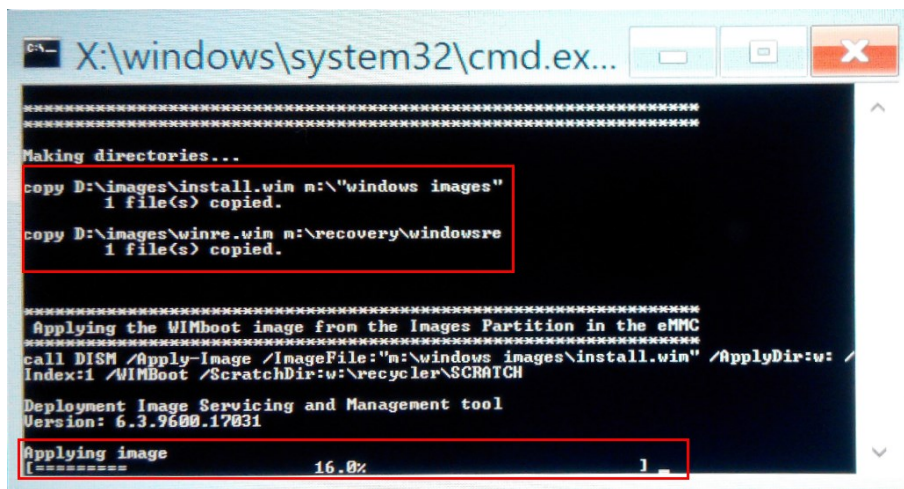 X:\windows\system32\cmd.ex...
*****************************************************************
*****************************************************************
Making directories...
copy D:\images\install.wim m:\"windows images"
1 file(s) copied.
copy D:\images\winre.wim m:\recovery\windowsre
1 file(s) copied.
*****************************************************************
Applying the WIMboot image from the Images Partition in the eMMC
*****************************************************************
call DISM /Apply-Image /ImageFile:"m:\windows images\install.wim" /ApplyDir:w: /
Index:1 /WIMBoot /ScratchDir:w:\recycler\SCRATCH
Deployment Image Servicing and Management tool
Version: 6.3.9600.17031
Applying image
[========= 16.0% ]